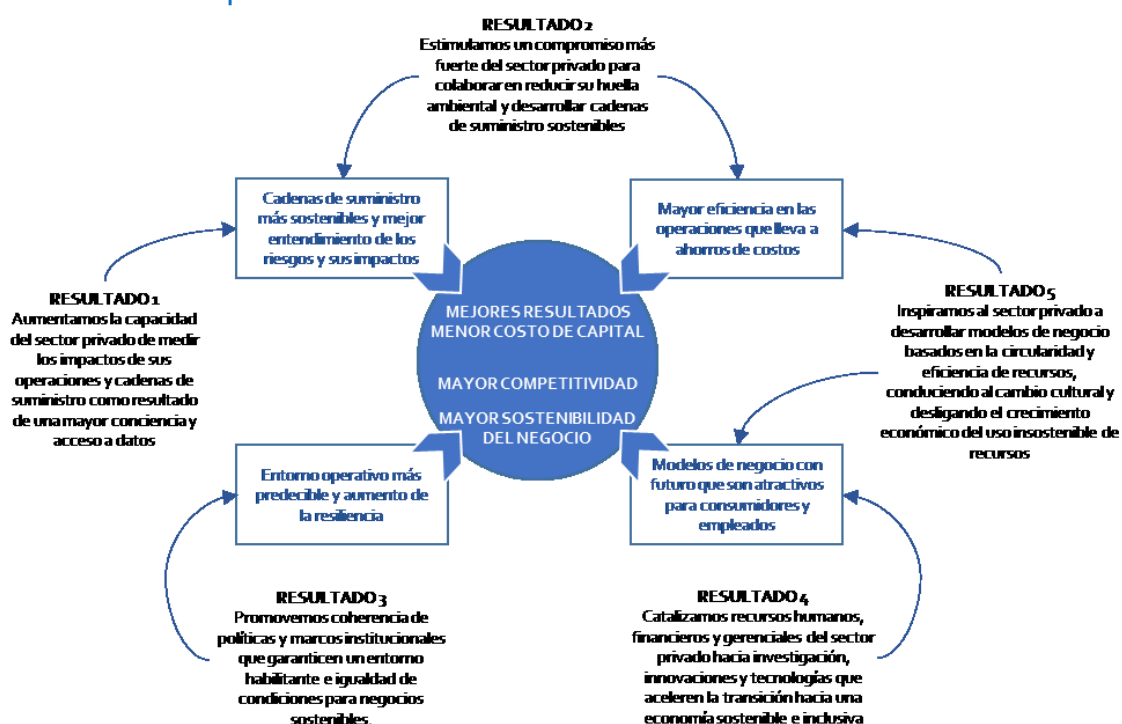 RESULTADO 2
Estimulamos un compromiso más
fuerte del sector privado para
colaborar en reducir su huella
ambiental y desarrollar cadenas
de suministro sostenibles
Cadenas de suministro
más sostenibles y mejor
entendimiento de los
riesgos y sus impactos
Mayor eficiencia en las
operaciones que lleva a
ahorros de costos
RESULTADO 1
Aumentamos la capacidad
del sector privado de medir
los impactos de sus
operaciones y cadenas de
suministro como resultado
de una mayor conciencia y
acceso a datos
MEJORES RESULTADOS
MENOR COSTO DE CAPITAL
MAYOR COMPETITIVIDAD
MAYOR SOSTENIBILIDAD
DEL NEGOCIO
RESULTADO 5
Inspiramos al sector privado a
desarrollar modelos de negocio
basados en la circularidad y
eficiencia de recursos,
conduciendo al cambio cultural y
desligando el crecimiento
económico del uso insostenible de
recursos
Entorno operativo más
predecible y aumento de
la resiliencia
Modelos de negocio con
futuro que son atractivos
para consumidores y
empleados
RESULTADO 3
Promovemos coherencia de
políticas y marcos institucionales
que garanticen un entorno
habilitante e igualdad de
condiciones para negocios
sostenibles.
RESULTADO 4
Catalizamos recursos humanos,
financieros y gerenciales del sector
privado hacia investigación,
innovaciones y tecnologías que
aceleren la transición hacia una
economía sostenible e inclusiva